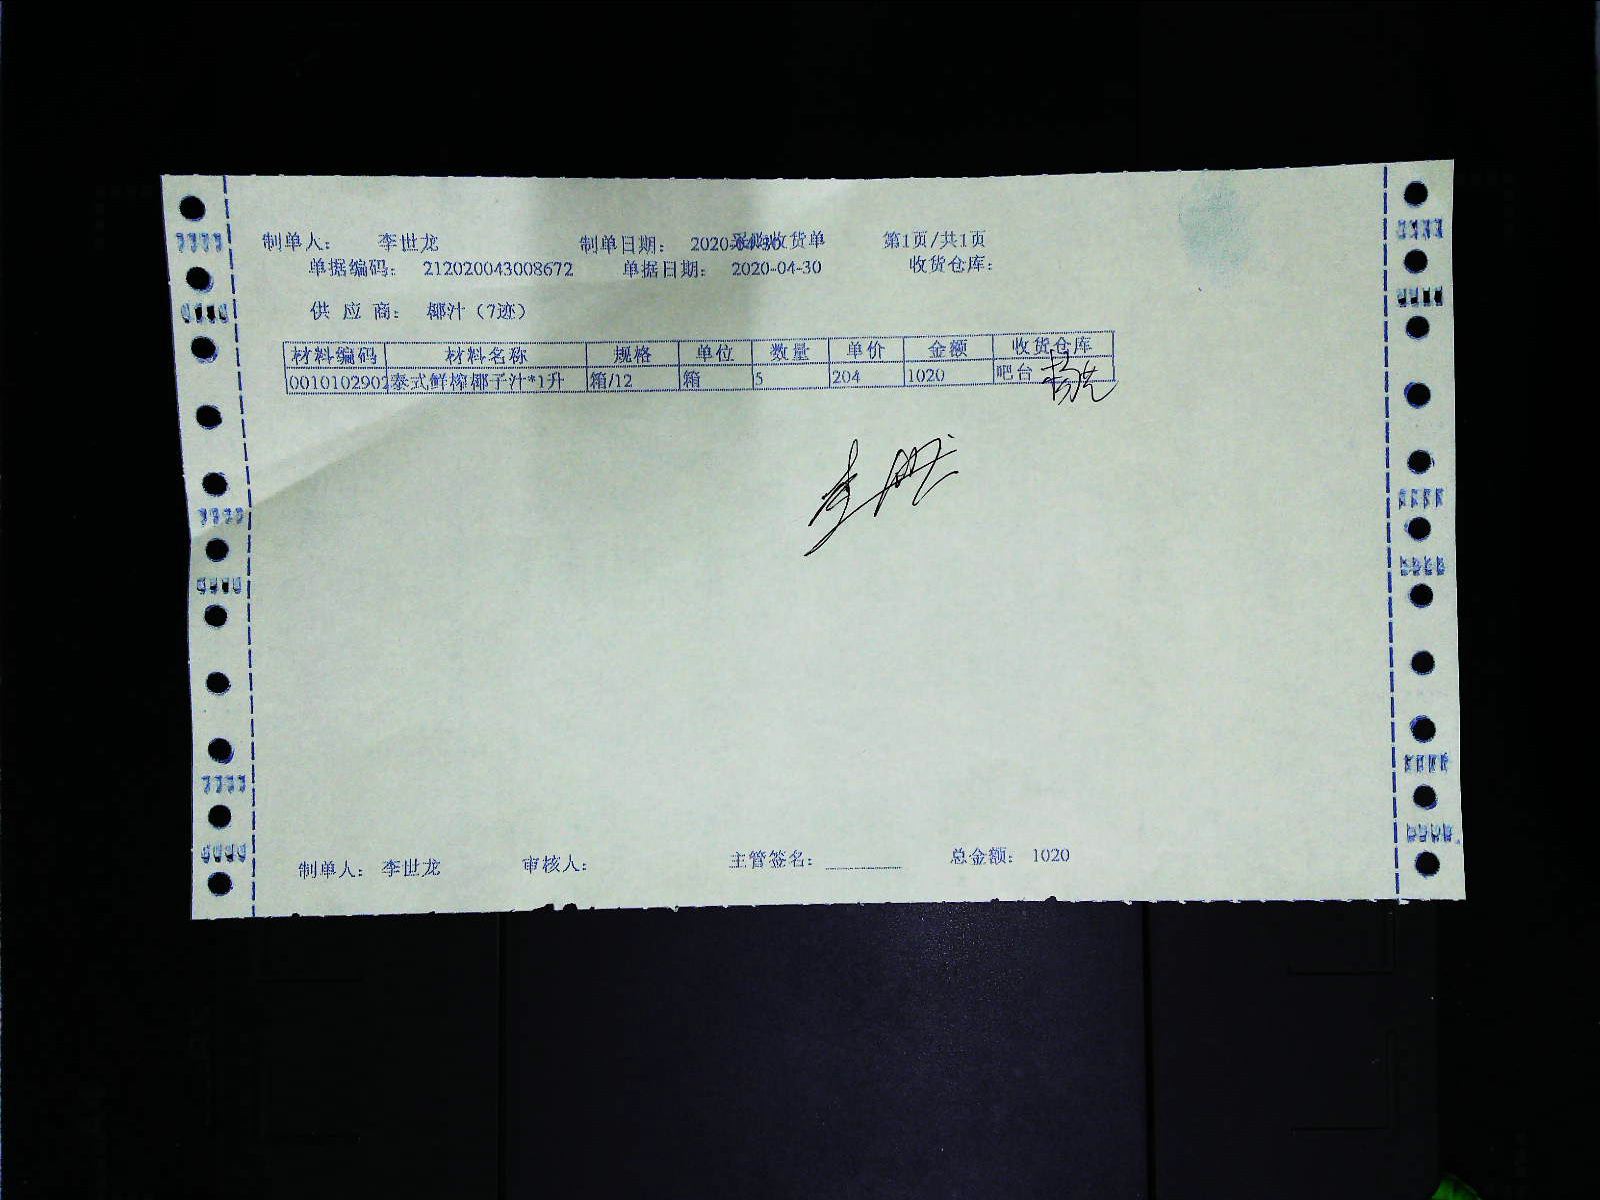 制单人： 李世龙 制单日期： 2020-04-30 采购收货单 第1页/共1页
单据编码： 212020043008672 单据日期： 2020-04-30 收货仓库：
供 应 商： 椰汁（7迹）
材料编码 材料名称 规格 单位 数量 单价 金额 收货仓库
0010102902 泰式鲜榨椰子汁*1升 箱/12 箱 5 204 1020 吧台
制单人： 李世龙 审核人： 主管签名： 总金额： 1020